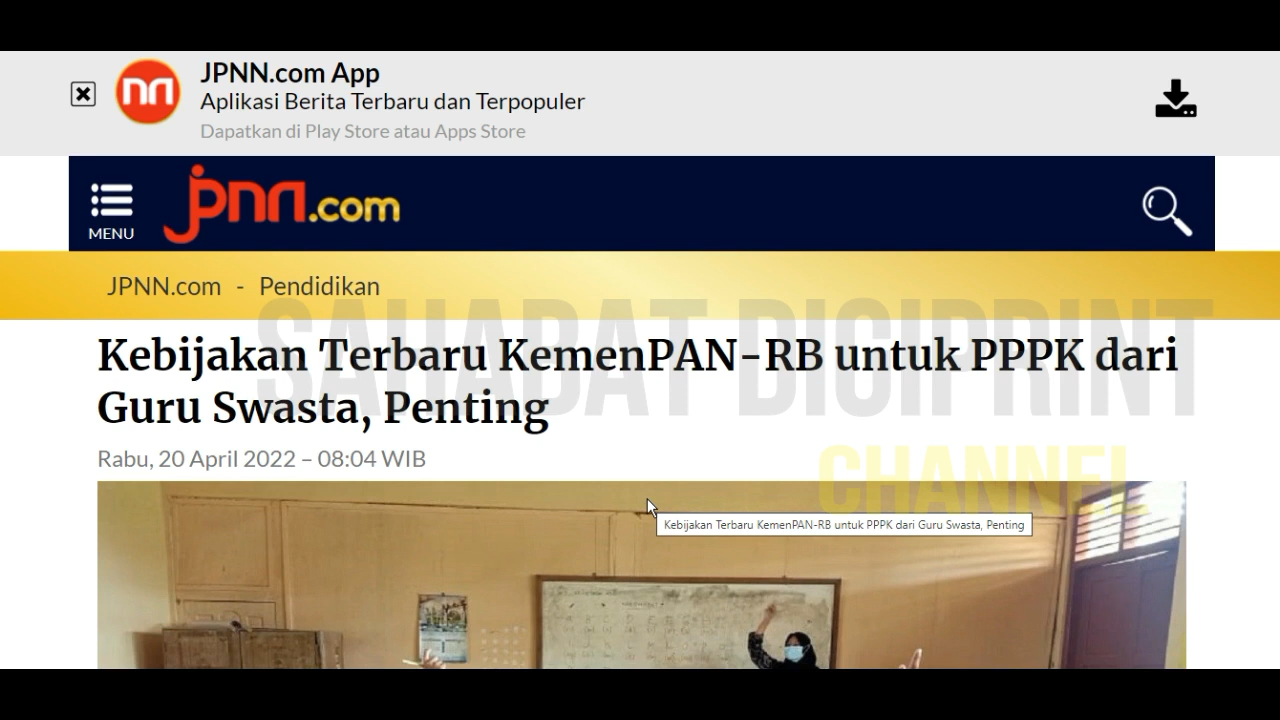 JPNN.com App
Aplikasi Berita Terbaru dan Terpopuler
Dapatkan di Play Store atau Apps Store
MENU
jpnn.com
JPNN.com - Pendidikan
SAHABAT DIGIPRINT
Kebijakan Terbaru KemenPAN-RB untuk PPPK dari
Guru Swasta, Penting
Rabu, 20 April 2022 – 08:04 WIB
CHANNEL
Kebijakan Terbaru KemenPAN-RB untuk PPPK dari Guru Swasta, Penting